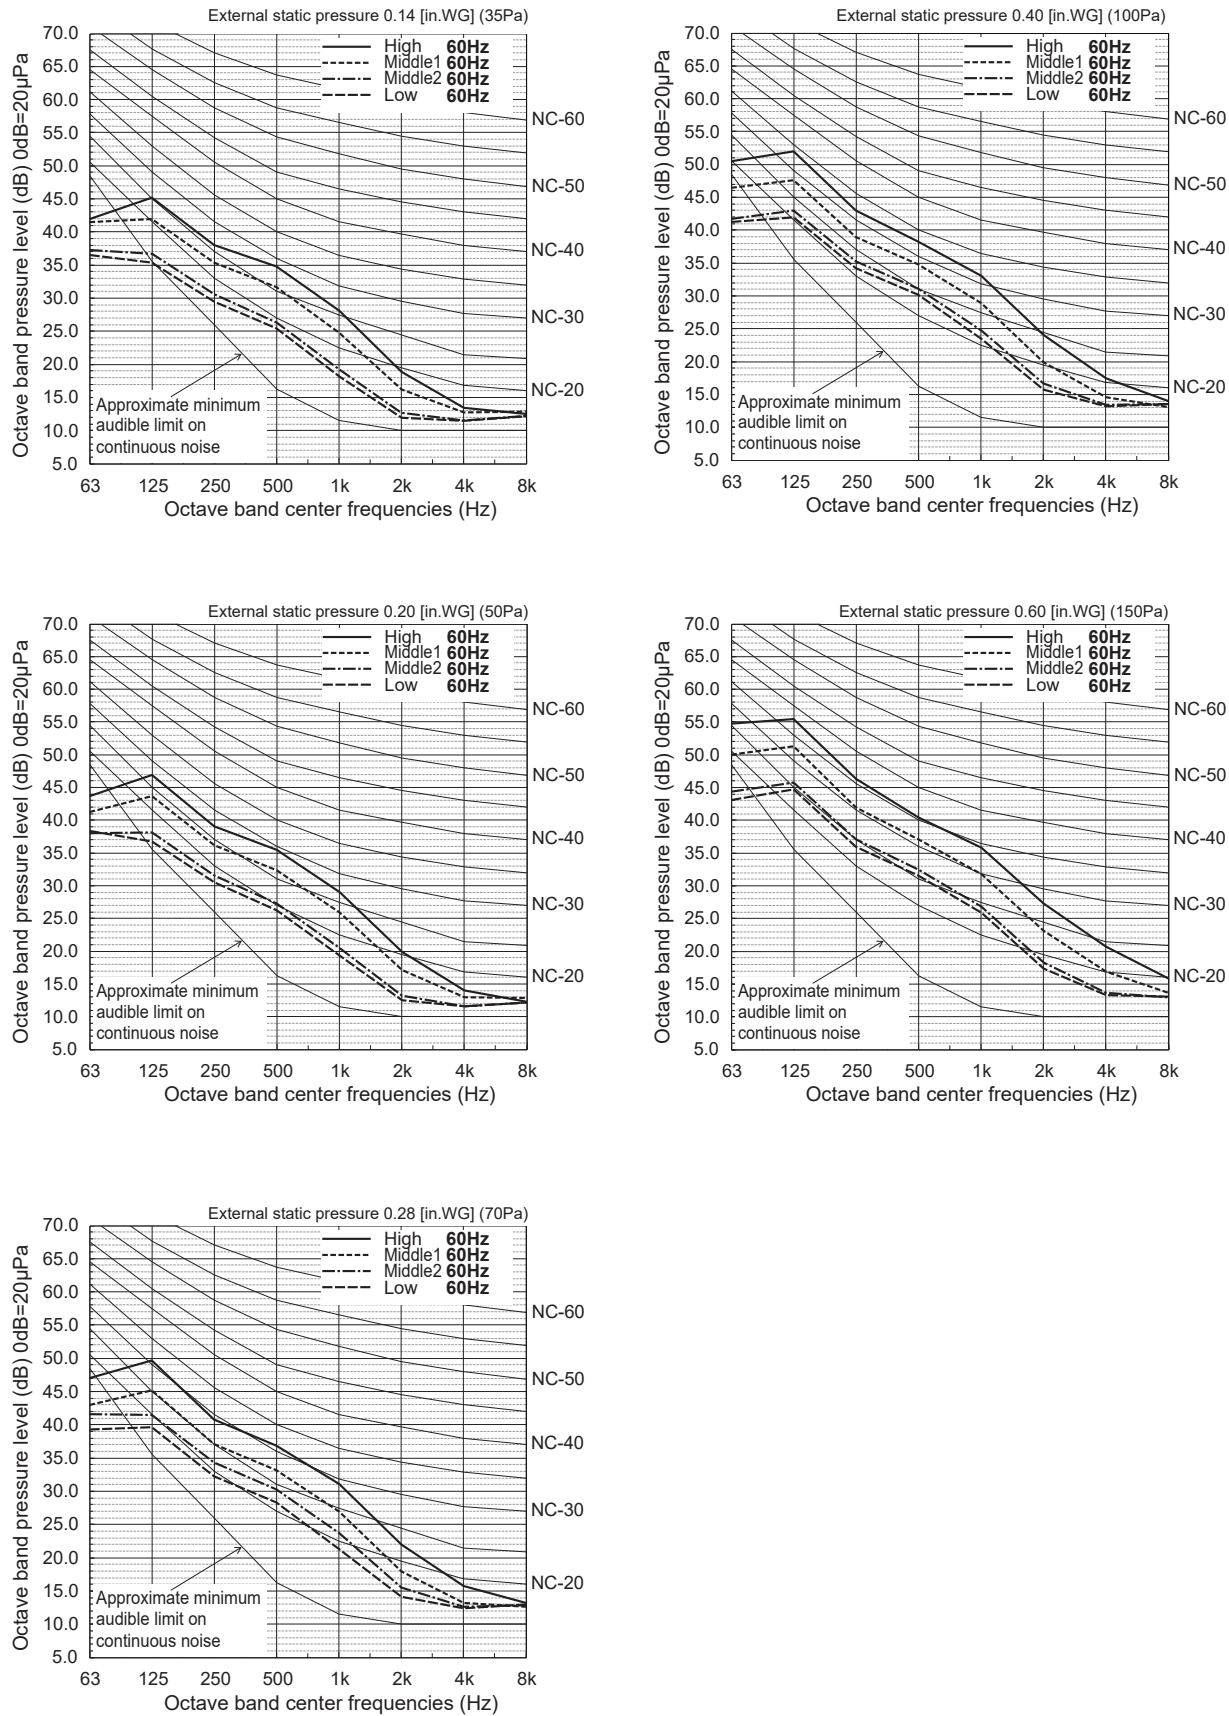 External static pressure 0.14 [in.WG] (35Pa)
Octave band pressure level (dB) 0dB=20μPa
70.0
65.0
60.0
55.0
50.0
45.0
40.0
35.0
30.0
25.0
20.0
15.0
10.0
5.0
High 60Hz
Middle1 60Hz
Middle2 60Hz
Low 60Hz
NC-60
NC-50
NC-40
NC-30
NC-20
Approximate minimum
audible limit on
continuous noise
63 125 250 500 1k 2k 4k 8k
Octave band center frequencies (Hz)
External static pressure 0.40 [in.WG] (100Pa)
Octave band pressure level (dB) 0dB=20μPa
70.0
65.0
60.0
55.0
50.0
45.0
40.0
35.0
30.0
25.0
20.0
15.0
10.0
5.0
High 60Hz
Middle1 60Hz
Middle2 60Hz
Low 60Hz
NC-60
NC-50
NC-40
NC-30
NC-20
Approximate minimum
audible limit on
continuous noise
63 125 250 500 1k 2k 4k 8k
Octave band center frequencies (Hz)
External static pressure 0.20 [in.WG] (50Pa)
Octave band pressure level (dB) 0dB=20μPa
70.0
65.0
60.0
55.0
50.0
45.0
40.0
35.0
30.0
25.0
20.0
15.0
10.0
5.0
High 60Hz
Middle1 60Hz
Middle2 60Hz
Low 60Hz
NC-60
NC-50
NC-40
NC-30
NC-20
Approximate minimum
audible limit on
continuous noise
63 125 250 500 1k 2k 4k 8k
Octave band center frequencies (Hz)
External static pressure 0.60 [in.WG] (150Pa)
Octave band pressure level (dB) 0dB=20μPa
70.0
65.0
60.0
55.0
50.0
45.0
40.0
35.0
30.0
25.0
20.0
15.0
10.0
5.0
High 60Hz
Middle1 60Hz
Middle2 60Hz
Low 60Hz
NC-60
NC-50
NC-40
NC-30
NC-20
Approximate minimum
audible limit on
continuous noise
63 125 250 500 1k 2k 4k 8k
Octave band center frequencies (Hz)
External static pressure 0.28 [in.WG] (70Pa)
Octave band pressure level (dB) 0dB=20μPa
70.0
65.0
60.0
55.0
50.0
45.0
40.0
35.0
30.0
25.0
20.0
15.0
10.0
5.0
High 60Hz
Middle1 60Hz
Middle2 60Hz
Low 60Hz
NC-60
NC-50
NC-40
NC-30
NC-20
Approximate minimum
audible limit on
continuous noise
63 125 250 500 1k 2k 4k 8k
Octave band center frequencies (Hz)